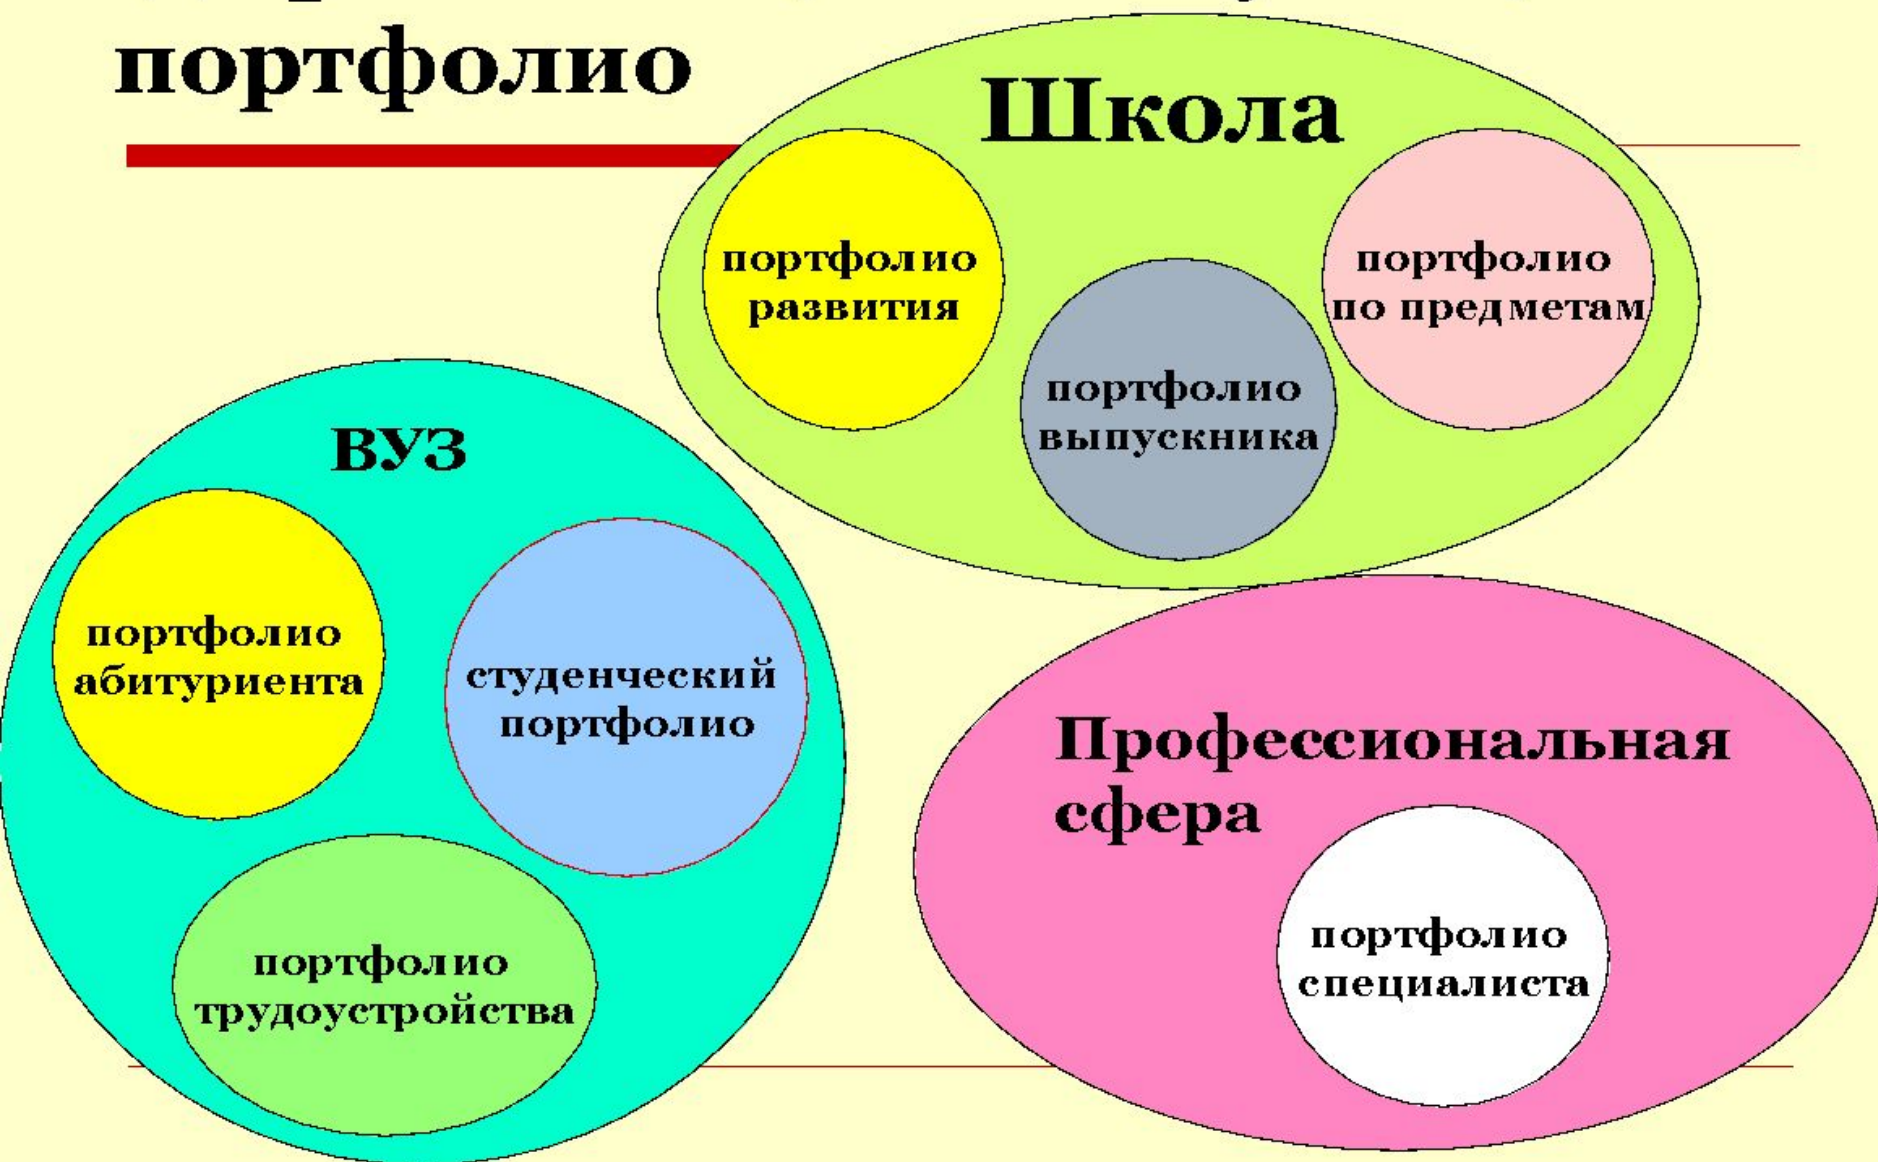 портфолио
Школа
портфолио
развития
портфолио
выпускника
портфолио
по предметам
ВУЗ
портфолио
абитуриента
студенческий
портфолио
портфолио
трудоустройства
Профессиональная
сфера
портфолио
специалиста